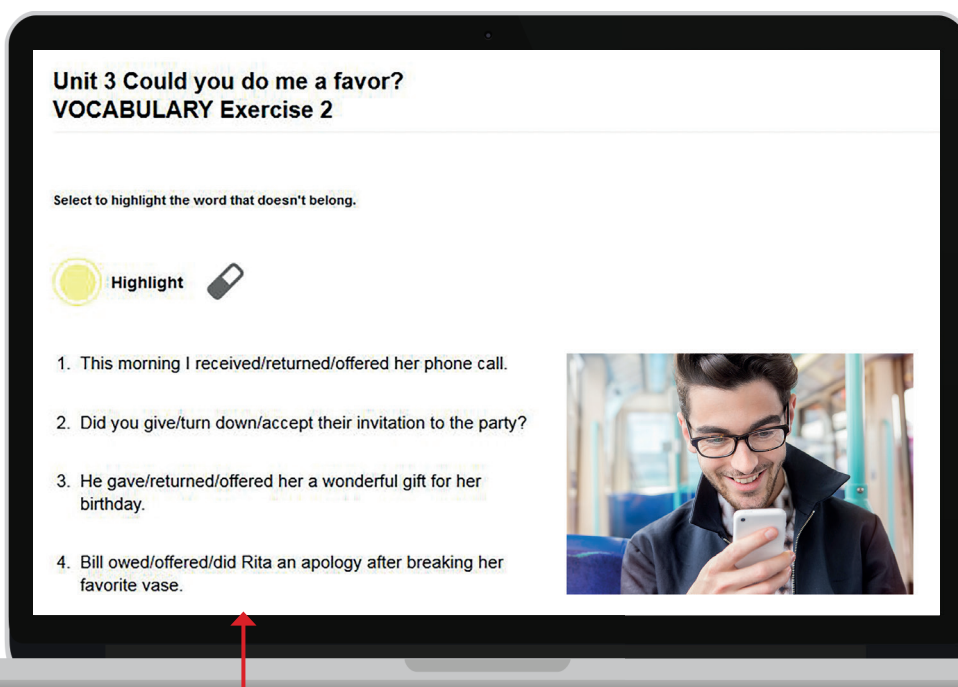 Unit 3 Could you do me a favor?
VOCABULARY Exercise 2
Select to highlight the word that doesn't belong.
Highlight
1. This morning I received/returned/offered her phone call.
2. Did you give/turn down/accept their invitation to the party?
3. He gave/returned/offered her a wonderful gift for her
birthday.
4. Bill owed/offered/did Rita an apology after breaking her
favorite vase.